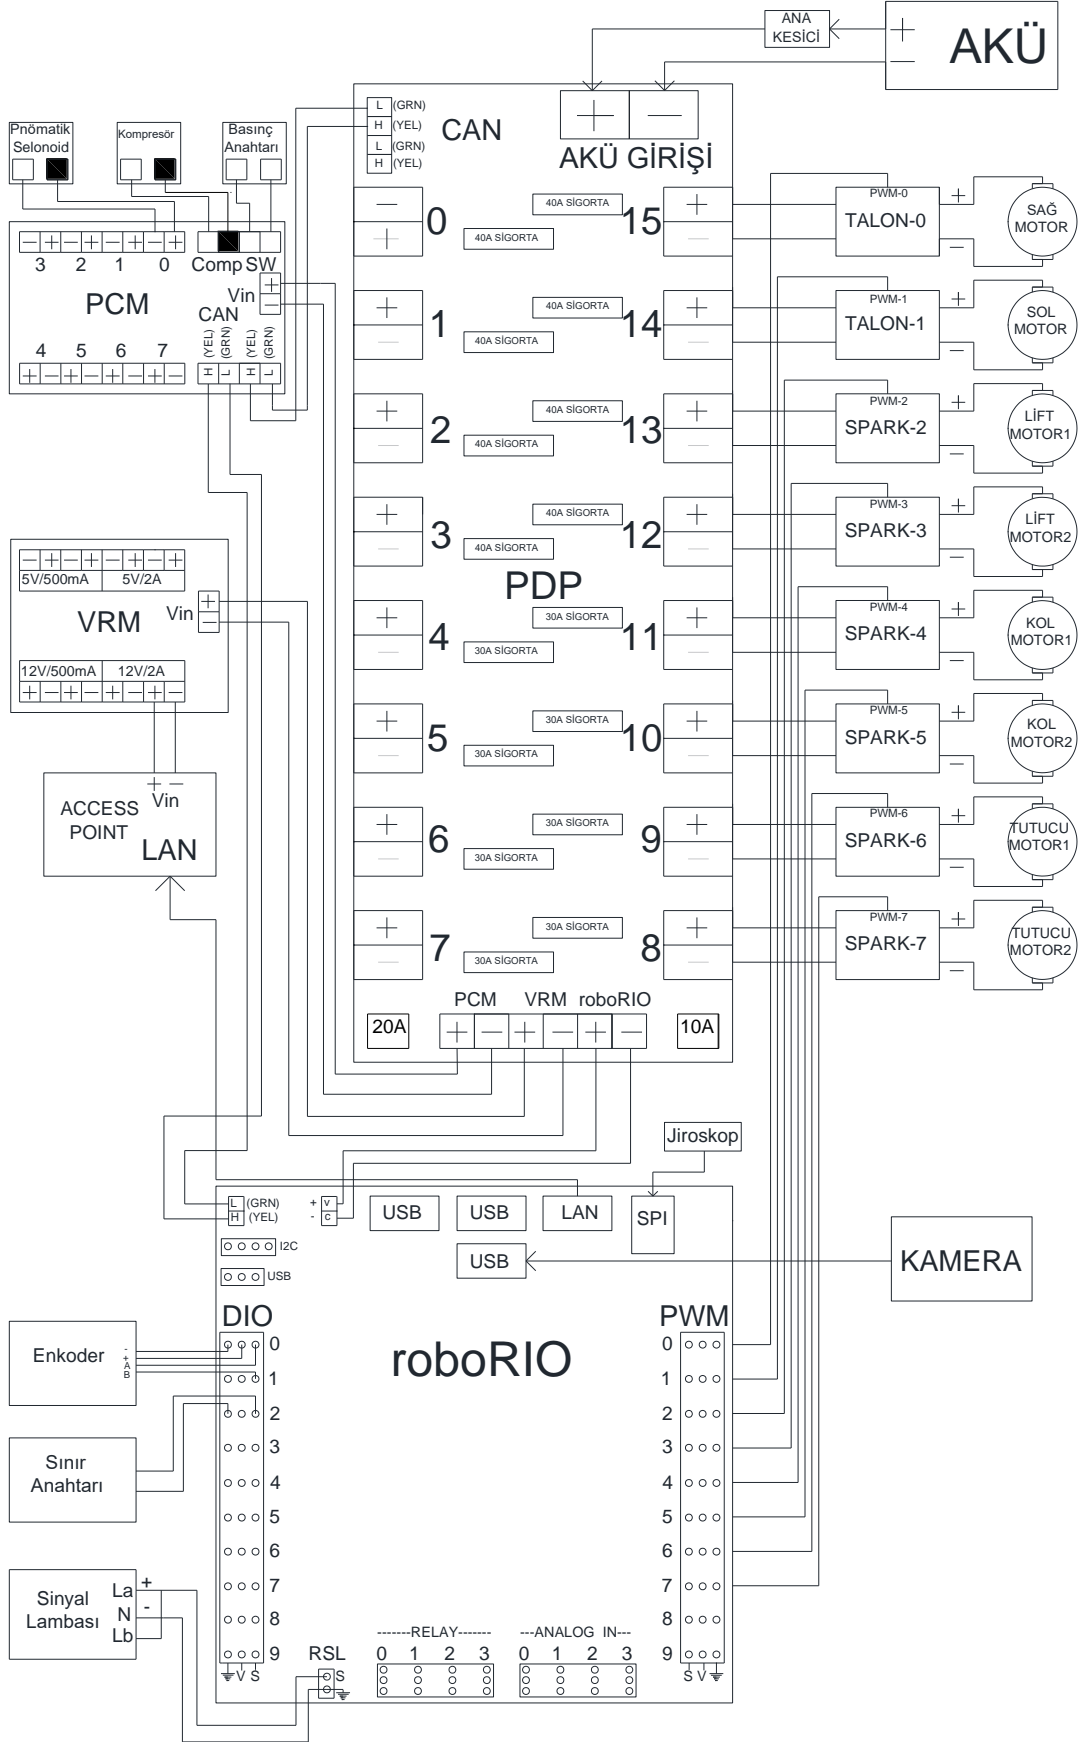 ANA
KESİCİ
+
—
AKÜ
L (GRN)
H (YEL)
L (GRN)
H (YEL)
CAN
+ —
AKÜ GİRİŞİ
Pnömatik
Selonoid
Kompresör
Basınç
Anahtarı
- + - + - + - +
3 2 1 0
Comp SW
PCM
Vin
+
-
CAN
H (YEL)
L (GRN)
H (YEL)
L (GRN)
4 5 6 7
+ - + - + - + -
- + - + - + - +
5V/500mA 5V/2A
VRM
Vin
+
-
12V/500mA 12V/2A
+ - + - + - + -
+ -
Vin
ACCESS
POINT
LAN
PDP
— + 0
40A SİGORTA
40A SİGORTA
15 + —
+ — 1
40A SİGORTA
40A SİGORTA
14 + —
+ — 2
40A SİGORTA
40A SİGORTA
13 + —
+ — 3
40A SİGORTA
40A SİGORTA
12 + —
+ — 4
30A SİGORTA
30A SİGORTA
11 + —
+ — 5
30A SİGORTA
30A SİGORTA
10 + —
+ — 6
30A SİGORTA
30A SİGORTA
9 + —
+ — 7
30A SİGORTA
30A SİGORTA
8 + —
PCM VRM roboRIO
20A
+ — + — + —
10A
PWM-0
TALON-0
+
—
SAĞ
MOTOR
PWM-1
TALON-1
+
—
SOL
MOTOR
PWM-2
SPARK-2
+
—
LİFT
MOTOR1
PWM-3
SPARK-3
+
—
LİFT
MOTOR2
PWM-4
SPARK-4
+
—
KOL
MOTOR1
PWM-5
SPARK-5
+
—
KOL
MOTOR2
PWM-6
SPARK-6
+
—
TUTUCU
MOTOR1
PWM-7
SPARK-7
+
—
TUTUCU
MOTOR2
Jiroskop
L (GRN)
H (YEL)
+ V
- C
USB
USB
LAN
SPI
I2C
USB
USB
KAMERA
DIO
PWM
roboRIO
0
1
2
3
4
5
6
7
8
9
V S
0
1
2
3
4
5
6
7
8
9
S V
Enkoder
-
+
A
B
Sınır
Anahtarı
Sinyal
Lambası
La +
N -
Lb
RSL
S
-------RELAY-------
0 1 2 3
---ANALOG IN---
0 1 2 3